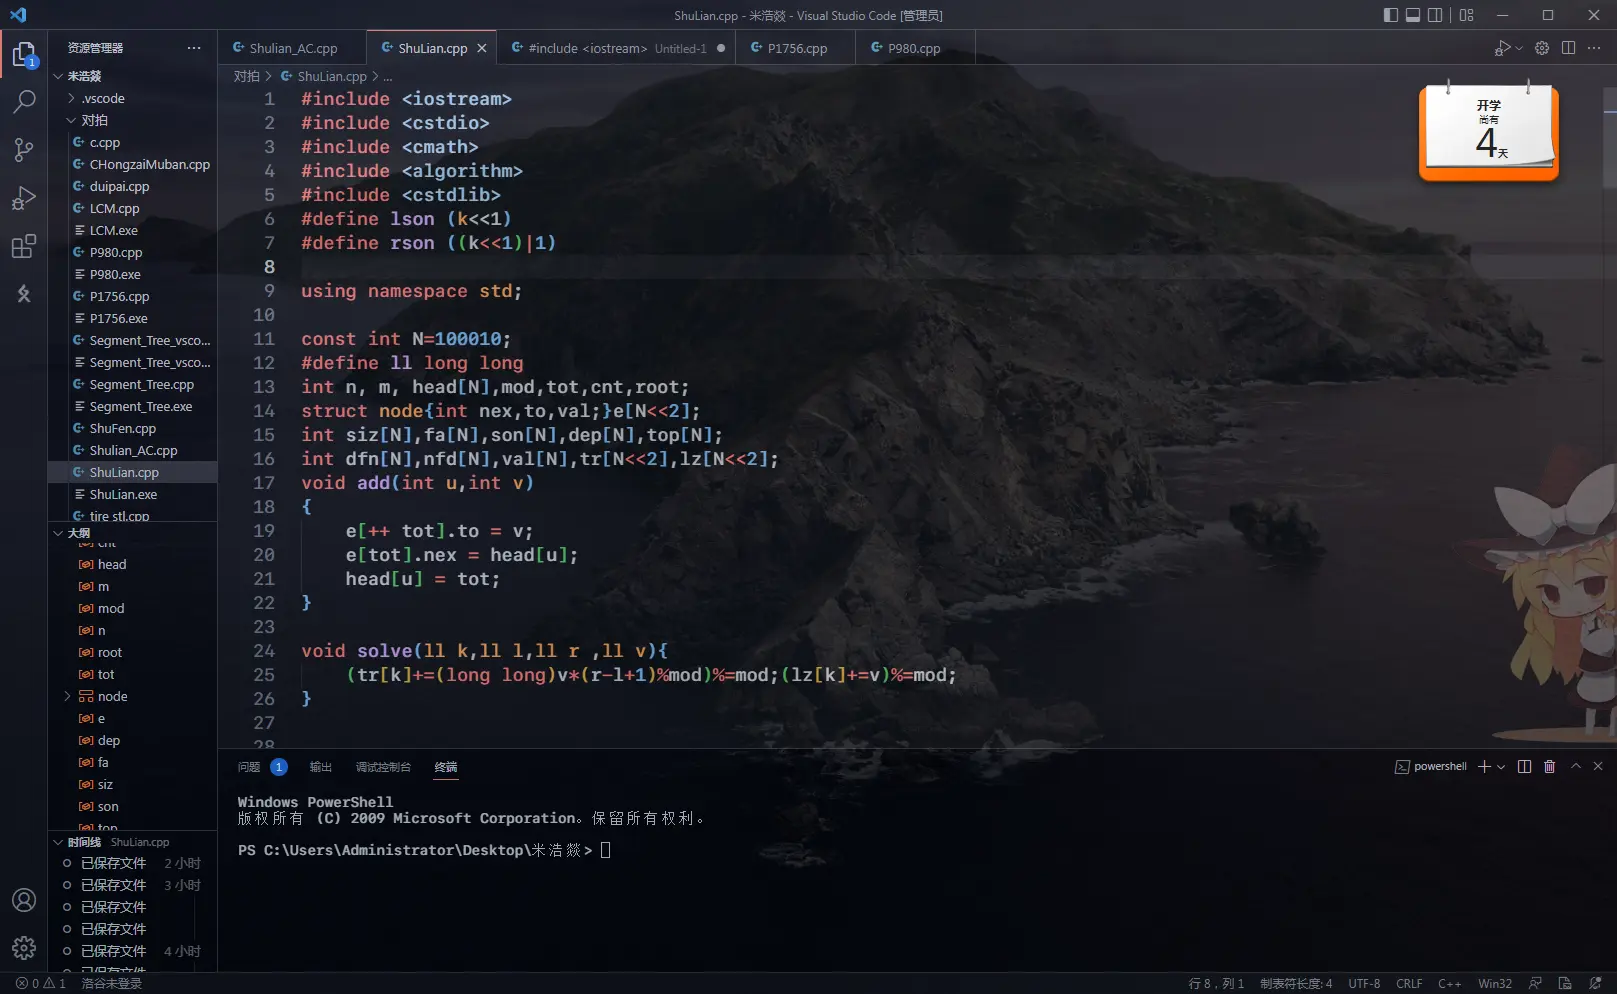 ShuLian.cpp - 米浩燚 - Visual Studio Code [管理员]
资源管理器
Shulian_AC.cpp
ShuLian.cpp
#include <iostream> Untitled-1
P1756.cpp
P980.cpp
对拍 > ShuLian.cpp > ...
米浩燚
.vscode
对拍
c.cpp
CHongzaiMuban.cpp
duipai.cpp
LCM.cpp
LCM.exe
P980.cpp
P980.exe
P1756.cpp
P1756.exe
Segment_Tree_vsco...
Segment_Tree_vsco...
Segment_Tree.cpp
Segment_Tree.exe
ShuFen.cpp
Shulian_AC.cpp
ShuLian.cpp
ShuLian.exe
tire stl.cpp
大纲
cnt
head
m
mod
n
root
tot
node
e
dep
fa
siz
son
top
时间线 ShuLian.cpp
已保存文件 2 小时
已保存文件 3 小时
已保存文件
已保存文件
已保存文件 4 小时
已保存文件
1 #include <iostream>
2 #include <cstdio>
3 #include <cmath>
4 #include <algorithm>
5 #include <cstdlib>
6 #define lson (k<<1)
7 #define rson ((k<<1)|1)
8
9 using namespace std;
10
11 const int N=100010;
12 #define ll long long
13 int n, m, head[N],mod,tot,cnt,root;
14 struct node{int nex,to,val;}e[N<<2];
15 int siz[N],fa[N],son[N],dep[N],top[N];
16 int dfn[N],nfd[N],val[N],tr[N<<2],lz[N<<2];
17 void add(int u,int v)
18 {
19 e[++ tot].to = v;
20 e[tot].nex = head[u];
21 head[u] = tot;
22 }
23
24 void solve(ll k,ll l,ll r ,ll v){
25 (tr[k]+=(long long)v*(r-l+1)%mod)%=mod;(lz[k]+=v)%=mod;
26 }
27
28
开学
尚有
4天
问题 1 输出 调试控制台 终端
powershell
Windows PowerShell
版权所有 (C) 2009 Microsoft Corporation。保留所有权利。
PS C:\Users\Administrator\Desktop\米浩燚>
0 1 洛谷未登录
行 8，列 1 制表符长度: 4 UTF-8 CRLF C++ Win32